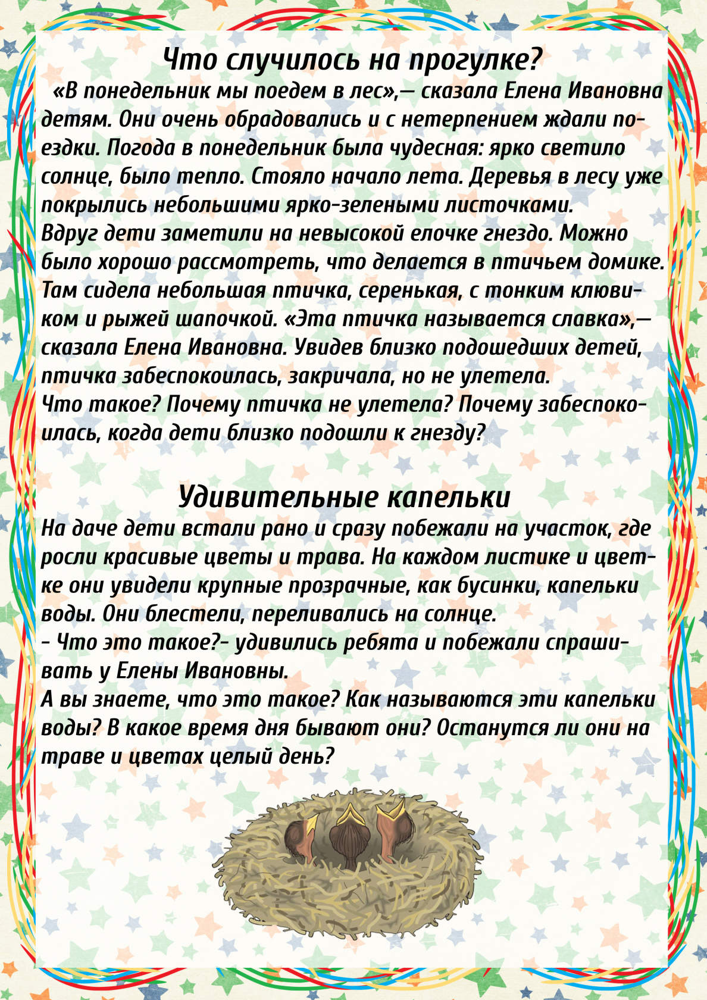 Что случилось на прогулке?
«В понедельник мы поедем в лес»,— сказала Елена Ивановна
детям. Они очень обрадовались и с нетерпением ждали по-
ездки. Погода в понедельник была чудесная: ярко светило
солнце, было тепло. Стояло начало лета. Деревья в лесу уже
покрылись небольшими ярко-зелеными листочками.
Вдруг дети заметили на невысокой елочке гнездо. Можно
было хорошо рассмотреть, что делается в птичьем домике.
Там сидела небольшая птичка, серенькая, с тонким клюви-
ком и рыжей шапочкой. «Эта птичка называется славка»,—
сказала Елена Ивановна. Увидев близко подошедших детей,
птичка забеспокоилась, закричала, но не улетела.
Что такое? Почему птичка не улетела? Почему забеспоко-
илась, когда дети близко подошли к гнезду?
Удивительные капельки
На даче дети встали рано и сразу побежали на участок, где
росли красивые цветы и трава. На каждом листике и цвет-
ке они увидели крупные прозрачные, как бусинки, капельки
воды. Они блестели, переливались на солнце.
- Что это такое?- удивились ребята и побежали спраши-
вать у Елены Ивановны.
А вы знаете, что это такое? Как называются эти капельки
воды? В какое время дня бывают они? Останутся ли они на
траве и цветах целый день?